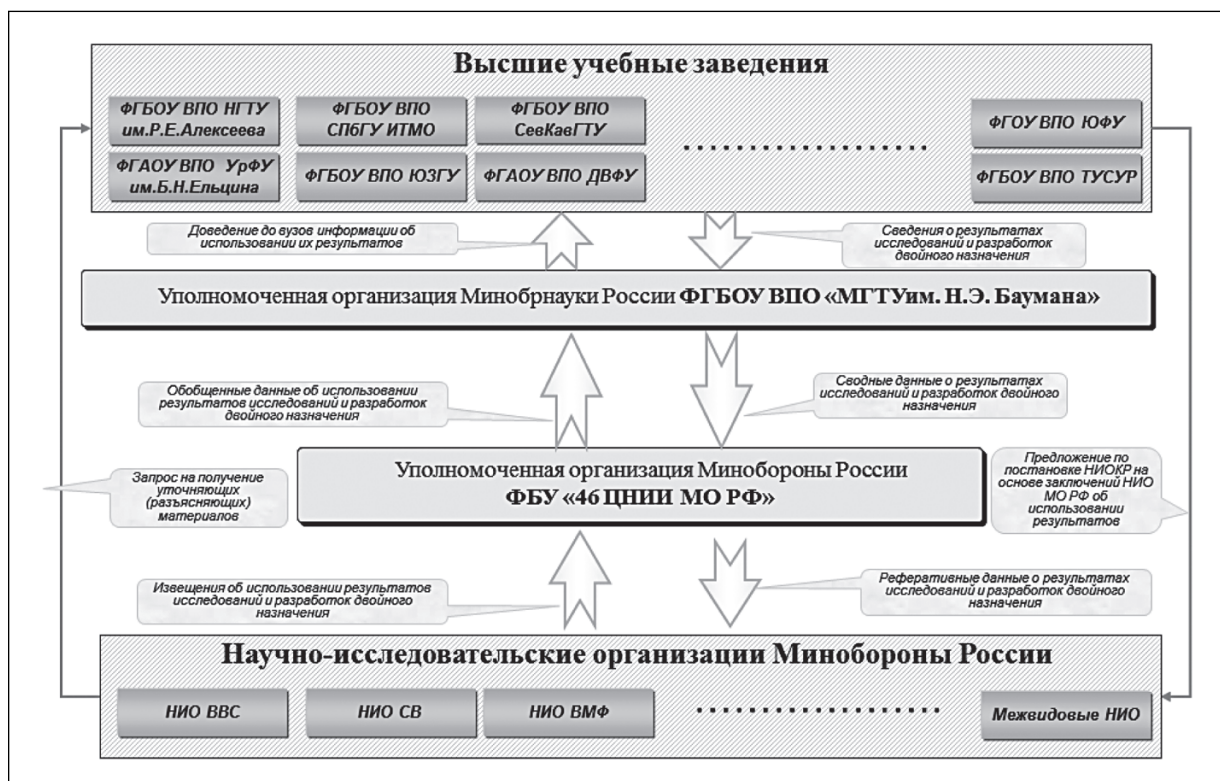 Высшие учебные заведения
ФГБОУ ВПО НГТУ
им.Р.Е.Алексеева
ФГБОУ ВПО
СПбГУ ИТМО
ФГБОУ ВПО
СевКавГТУ
ФГОУ ВПО ЮФУ
ФГАОУ ВПО УрФУ
им.Б.Н.Ельцина
ФГБОУ ВПО ЮЗГУ
ФГАОУ ВПО ДВФУ
ФГБОУ ВПО ТУСУР
Доведение до вузов информации об
использовании их результатов
Сведения о результатах
исследований и разработок
двойного назначения
Уполномоченная организация Минобрнауки России ФГБОУ ВПО «МГТУим. Н.Э. Баумана»
Обобщенные данные об использовании
результатов исследований и разработок
двойного назначения
Сводные данные о результатах
исследований и разработок двойного
назначения
Запрос на получение
уточняющих
(разъясняющих)
материалов
Уполномоченная организация Минобороны России
ФБУ «46 ЦНИИ МО РФ»
Предложение по
постановке НИОКР на
основе заключений НИО
МО РФ об
использовании
результатов
Извещения об использовании результатов
исследований и разработок двойного
назначения
Реферативные данные о результатах
исследований и разработок двойного
назначения
Научно-исследовательские организации Минобороны России
НИО ВВС
НИО СВ
НИО ВМФ
Межвидовые НИО